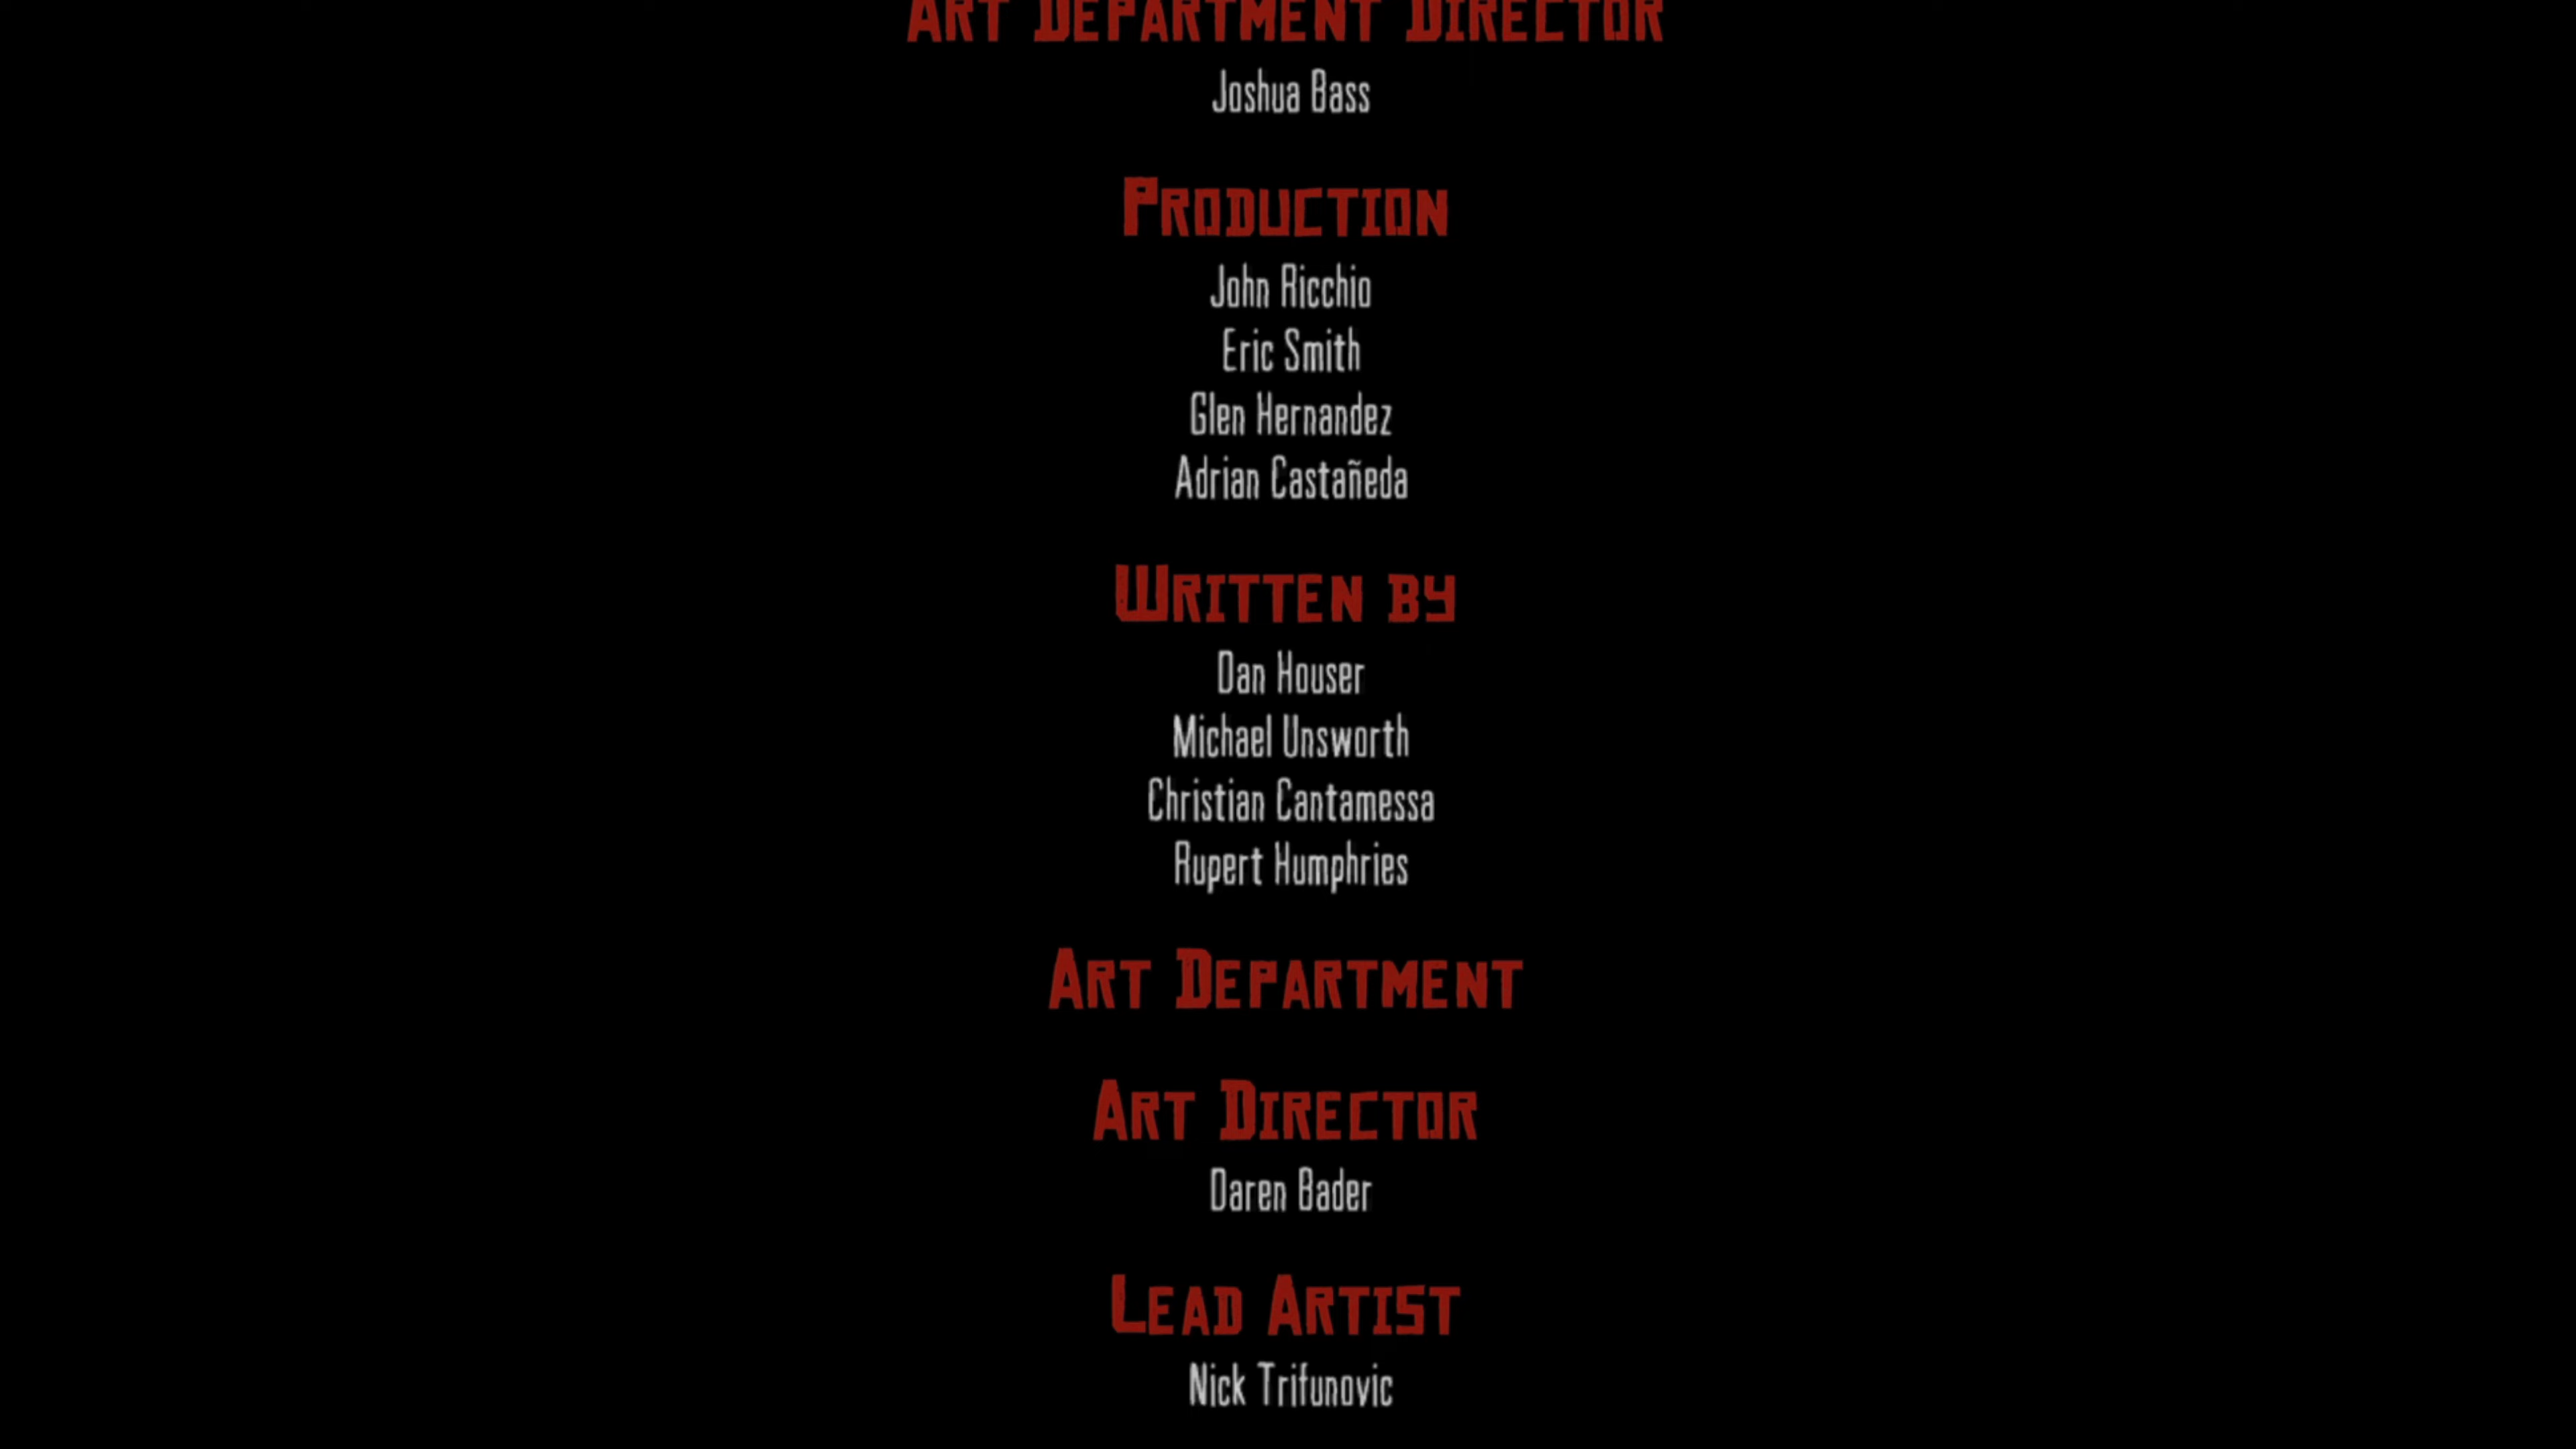 Art Department Director
Joshua Bass
Production
John Ricchio
Eric Smith
Glen Hernandez
Adrian Castañeda
Written by
Dan Houser
Michael Unsworth
Christian Cantamessa
Rupert Humphries
Art Department
Art Director
Daren Bader
Lead Artist
Nick Trifunovic